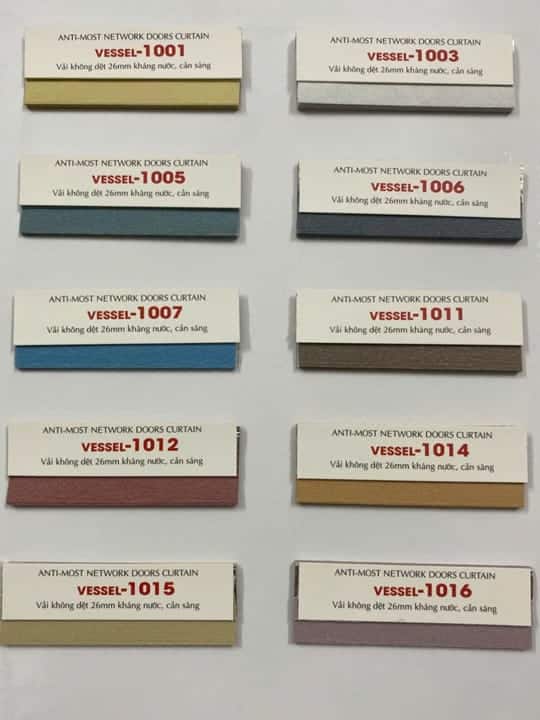 ANTI-MOST NETWORK DOORS CURTAIN
VESSEL-1001
Vải không dệt 26mm kháng nước, cản sáng
ANTI-MOST NETWORK DOORS CURTAIN
VESSEL-1003
Vải không dệt 26mm kháng nước, cản sáng
ANTI-MOST NETWORK DOORS CURTAIN
VESSEL-1005
Vải không dệt 26mm kháng nước, cản sáng
ANTI-MOST NETWORK DOORS CURTAIN
VESSEL-1006
Vải không dệt 26mm kháng nước, cản sáng
ANTI-MOST NETWORK DOORS CURTAIN
VESSEL-1007
Vải không dệt 26mm kháng nước, cản sáng
ANTI-MOST NETWORK DOORS CURTAIN
VESSEL-1011
Vải không dệt 26mm kháng nước, cản sáng
ANTI-MOST NETWORK DOORS CURTAIN
VESSEL-1012
Vải không dệt 26mm kháng nước, cản sáng
ANTI-MOST NETWORK DOORS CURTAIN
VESSEL-1014
Vải không dệt 26mm kháng nước, cản sáng
ANTI-MOST NETWORK DOORS CURTAIN
VESSEL-1015
Vải không dệt 26mm kháng nước, cản sáng
ANTI-MOST NETWORK DOORS CURTAIN
VESSEL-1016
Vải không dệt 26mm kháng nước, cản sáng